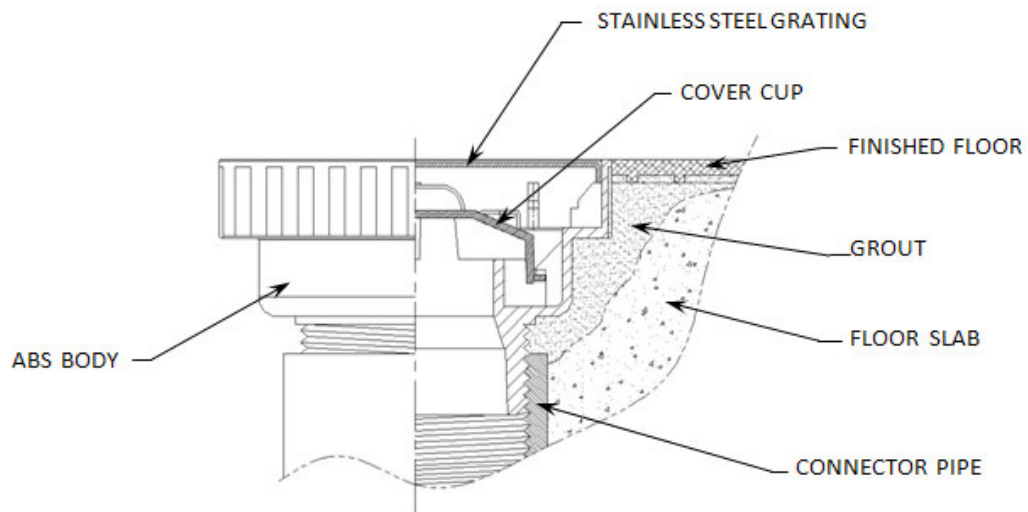 STAINLESS STEEL GRATING
COVER CUP
FINISHED FLOOR
GROUT
FLOOR SLAB
ABS BODY
CONNECTOR PIPE